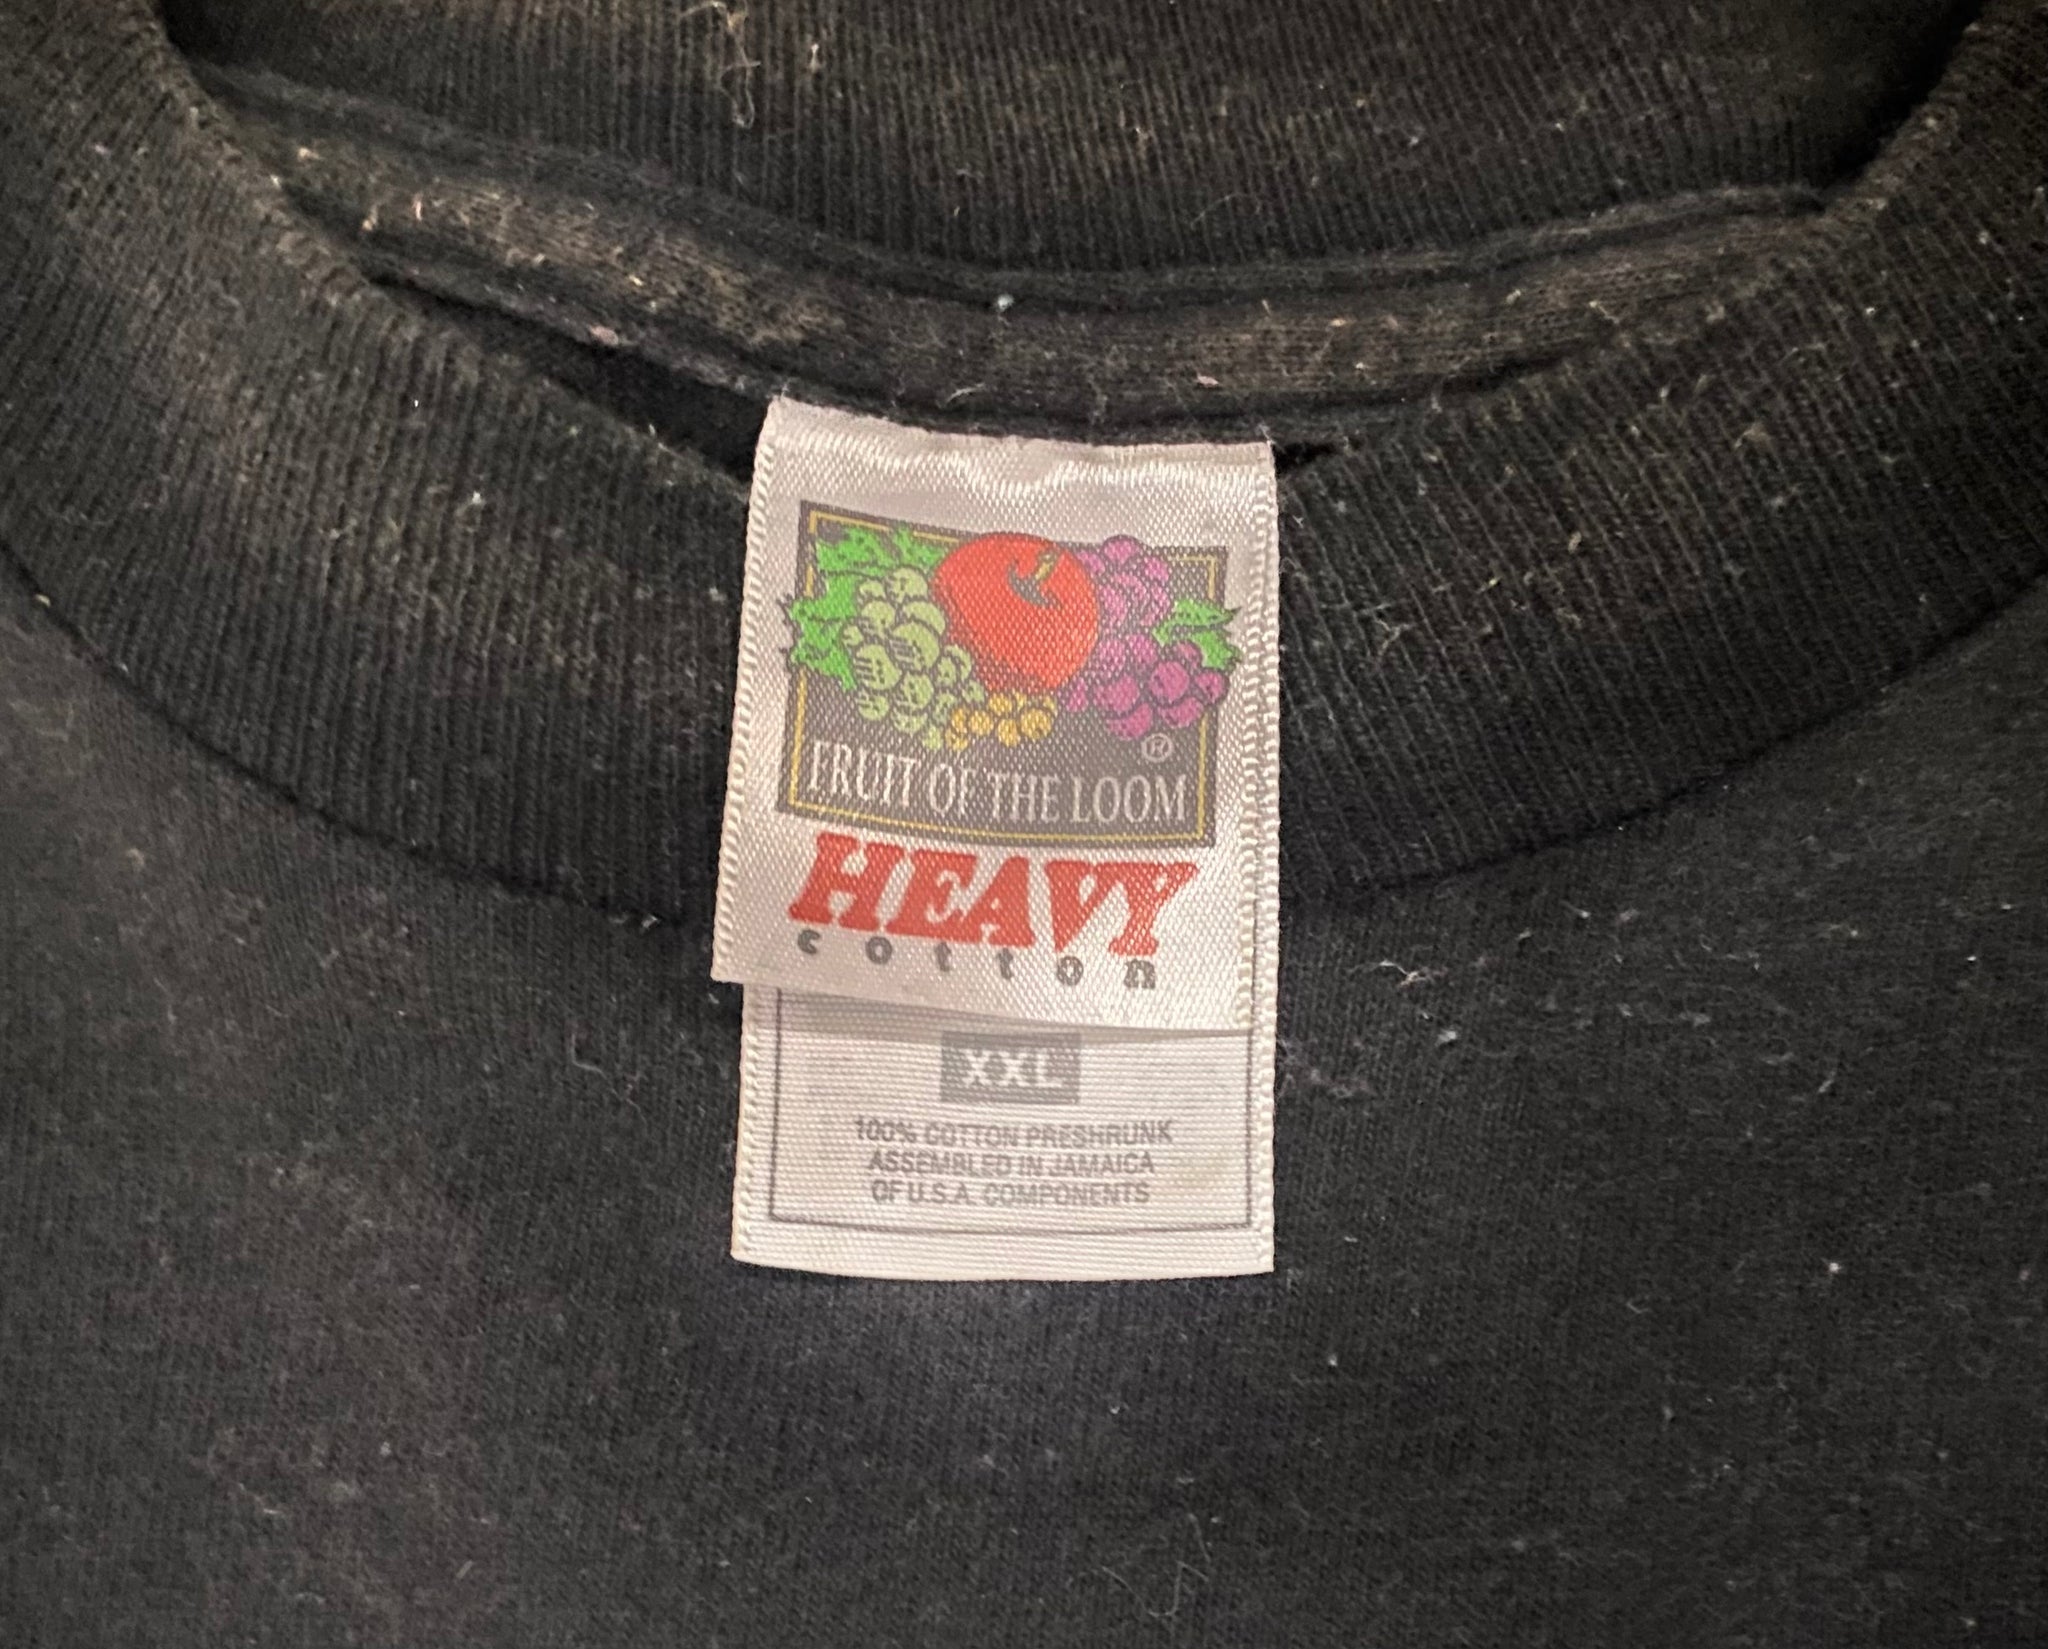 ®
FRUIT OF THE LOOM
HEAVY
cotton
XXL
100% COTTON PRESHRUNK
ASSEMBLED IN JAMAICA
OF U.S.A. COMPONENTS